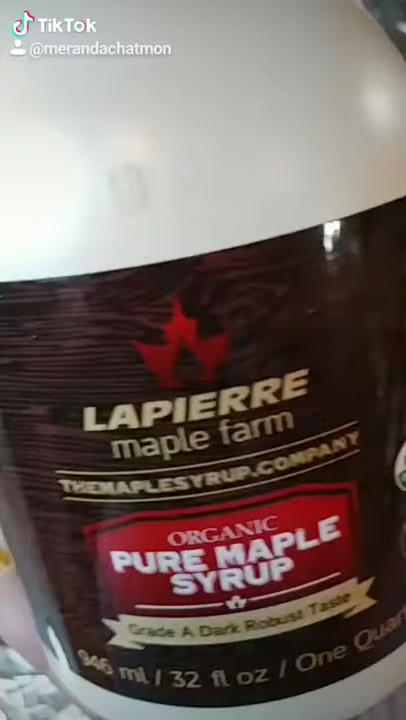 TikTok
@merandachatmon
LAPIERRE
maple farm
THEMAPLESYRUP.COMPANY
ORGANIC
PURE MAPLE
SYRUP
Grade A Dark Robust Taste
946 ml / 32 fl oz / One Quart